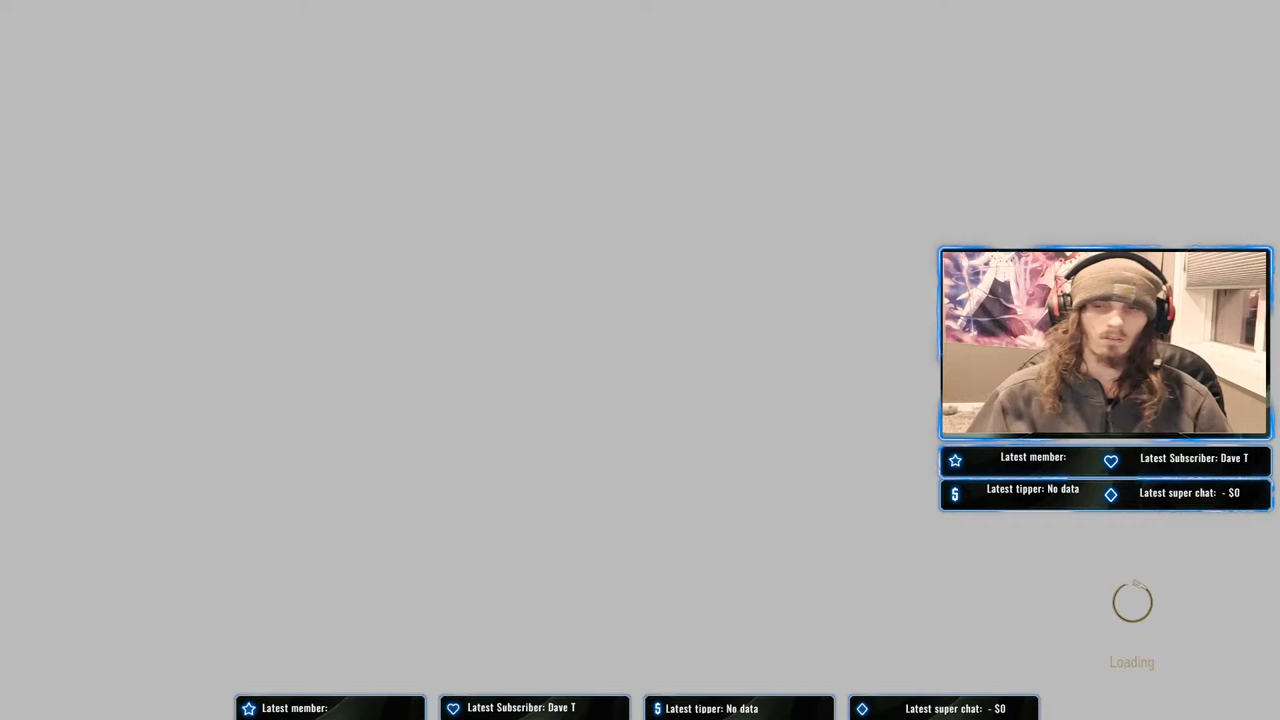 Latest member:
Latest Subscriber: Dave T
Latest tipper: No data
Latest super chat: - $0
Loading
Latest member:
Latest Subscriber: Dave T
Latest tipper: No data
Latest super chat: - $0